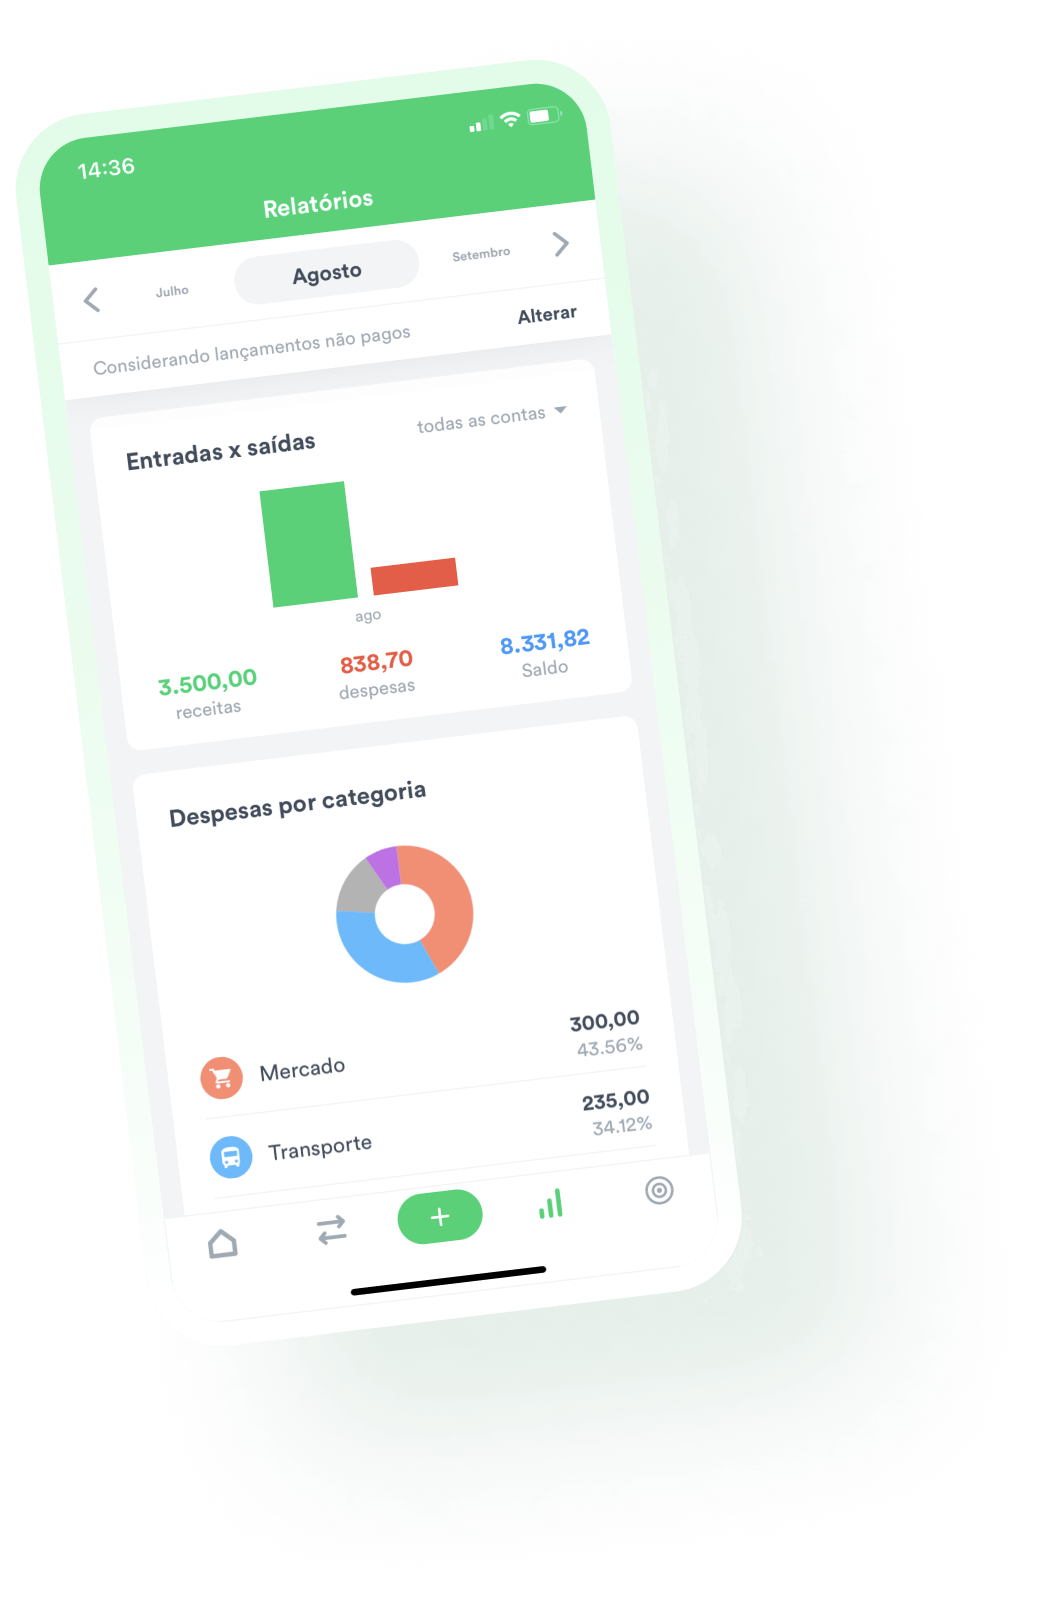 14:36
Relatórios
Julho Agosto Setembro
Considerando lançamentos não pagos Alterar
Entradas x saídas todas as contas
ago
3.500,00 838,70 8.331,82
receitas despesas Saldo
Despesas por categoria
Mercado 300,00
43.56%
Transporte 235,00
34.12%